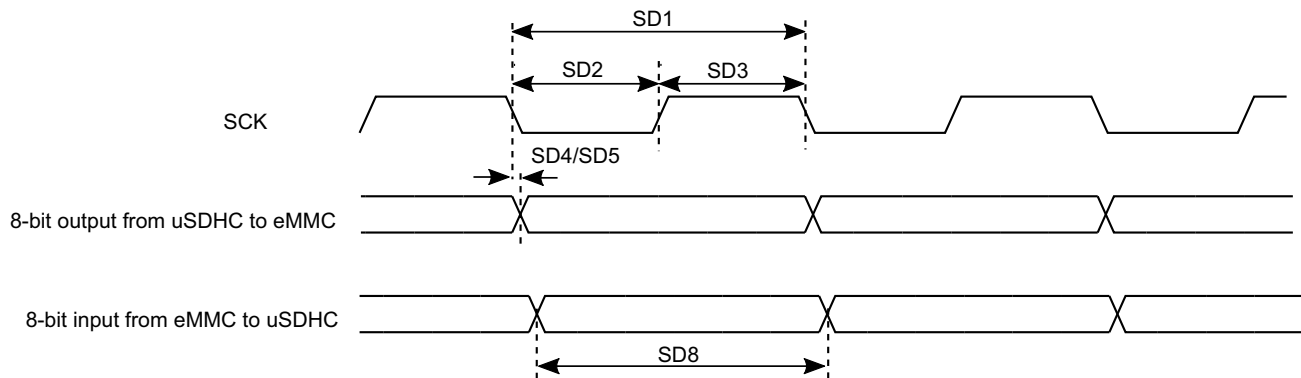 SD1
SD2 SD3
SCK
SD4/SD5
8-bit output from uSDHC to eMMC
8-bit input from eMMC to uSDHC
SD8